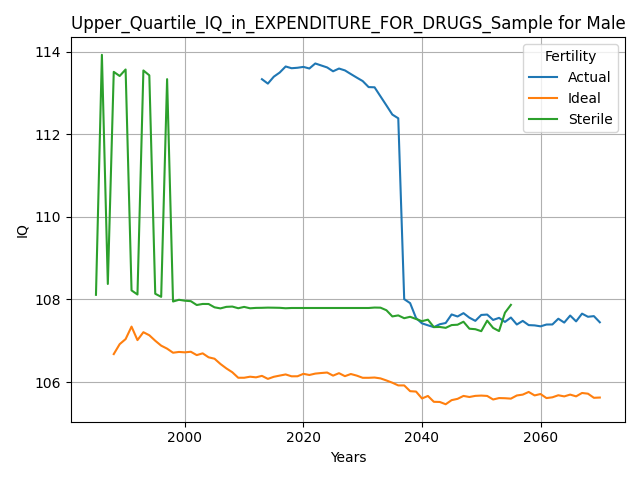 Upper_Quartile_IQ_in_EXPENDITURE_FOR_DRUGS_Sample for Male
Fertility
Actual
Ideal
Sterile
114
112
110
108
106
IQ
2000
2020
2040
2060
Years